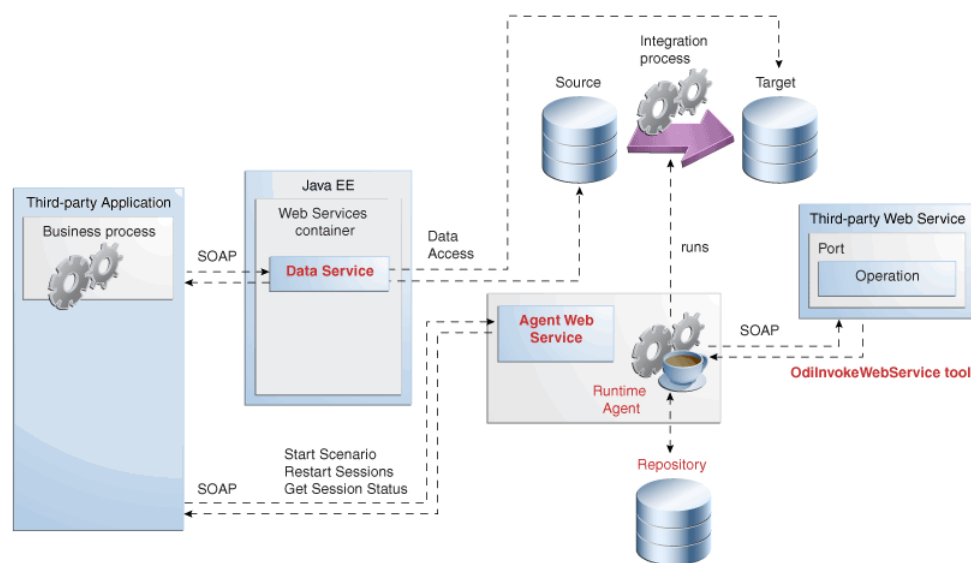 Integration
process
Source
Target
Java EE
Third-party Application
Web Services
container
Business process
Third-party Web Service
SOAP
Data
Access
Port
runs
Data Service
Operation
Agent Web
Service
SOAP
OdiInvokeWebService tool
Runtime
Agent
Start Scenario
Restart Sessions
Get Session Status
SOAP
Repository